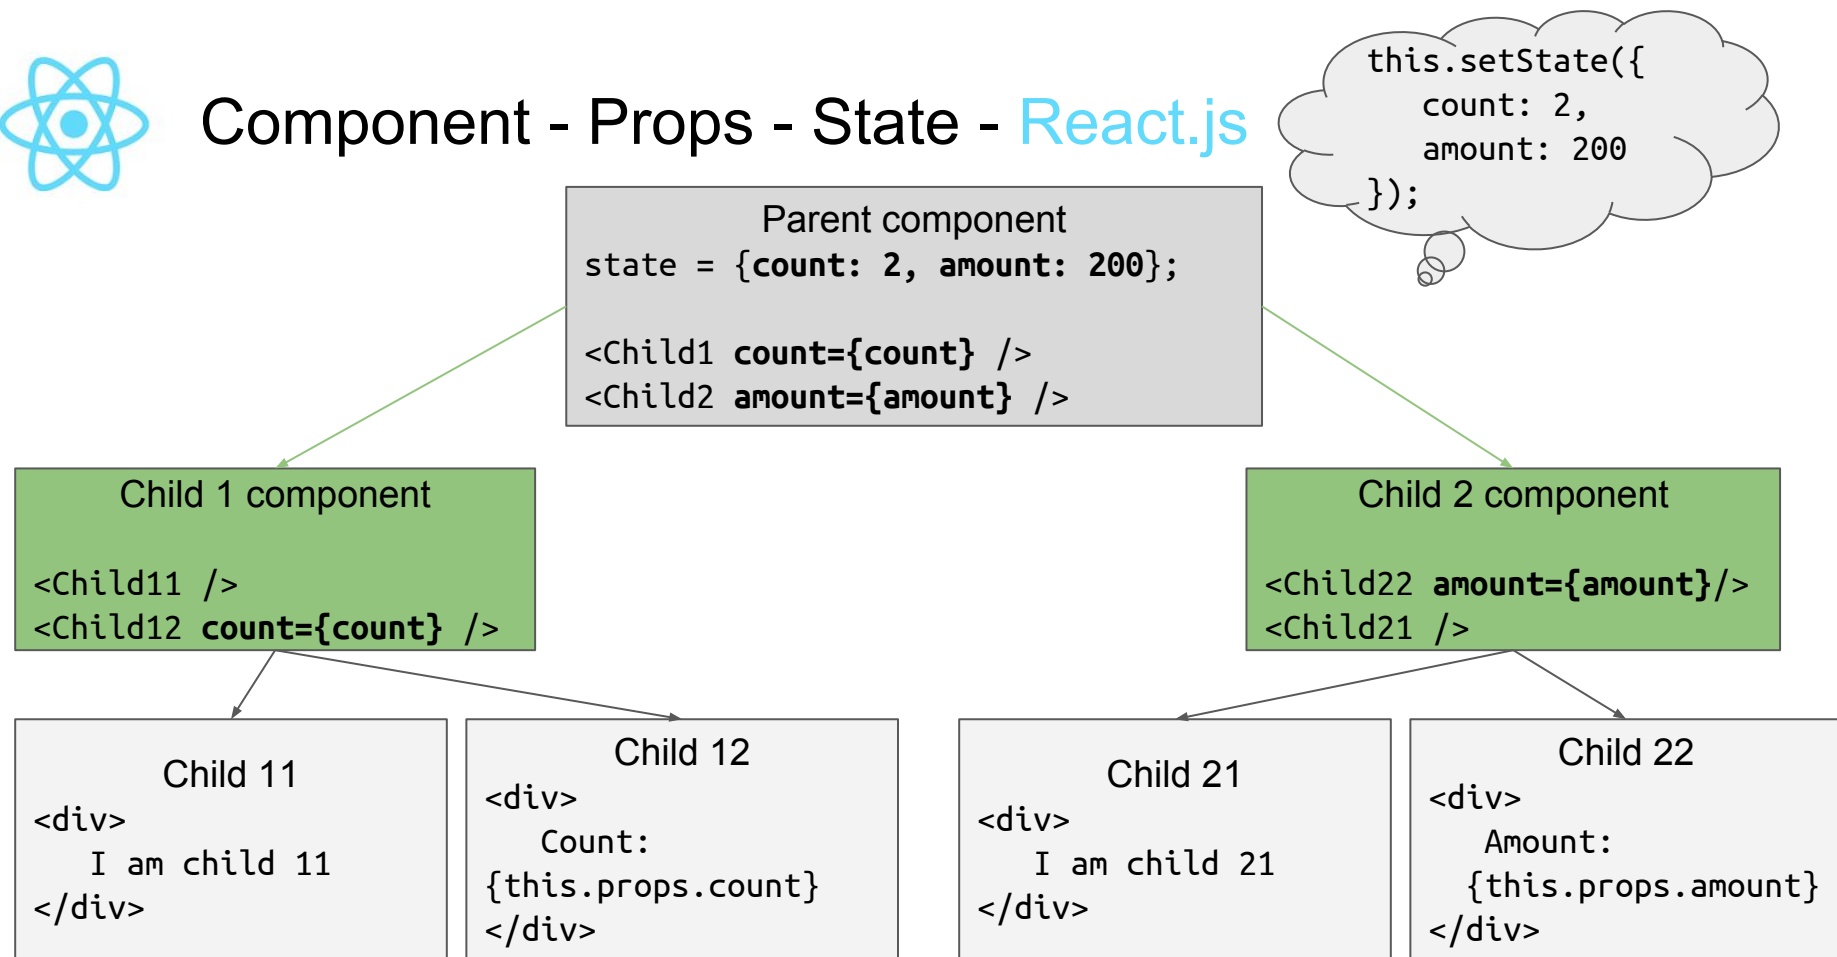 Component - Props - State - React.js
this.setState({
count: 2,
amount: 200
});
Parent component
state = {count: 2, amount: 200};
<Child1 count={count} />
<Child2 amount={amount} />
Child 1 component
<Child11 />
<Child12 count={count} />
Child 2 component
<Child22 amount={amount}/>
<Child21 />
Child 11
<div>
I am child 11
</div>
Child 12
<div>
Count:
{this.props.count}
</div>
Child 21
<div>
I am child 21
</div>
Child 22
<div>
Amount:
{this.props.amount}
</div>